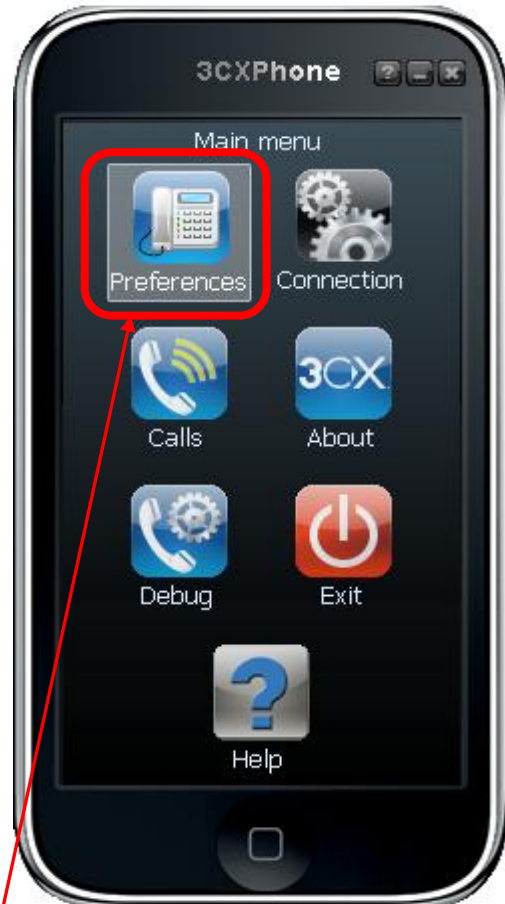 3CXPhone
Main menu
Preferences Connection
3CX
Calls About
Debug Exit
?
Help